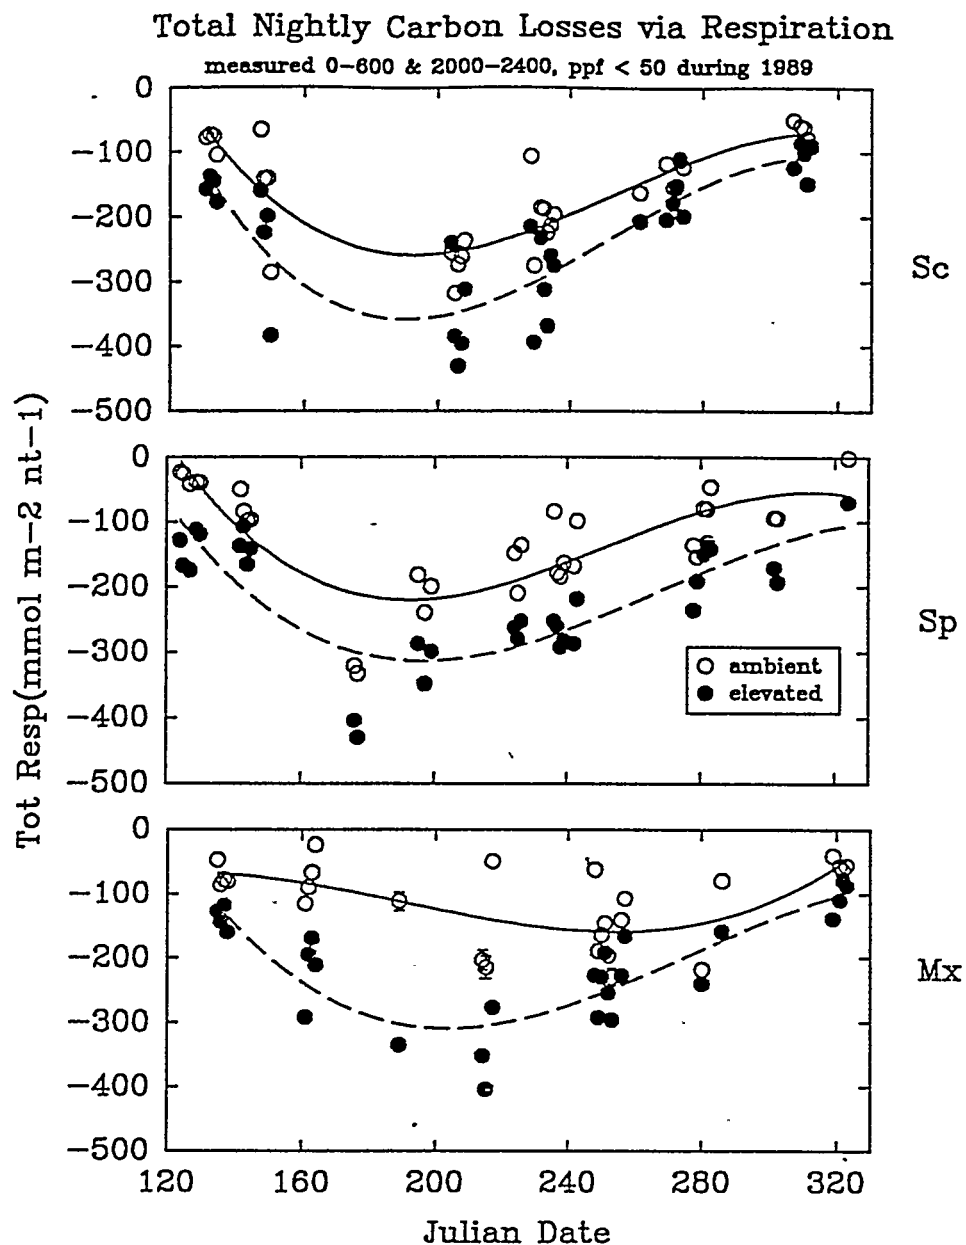 Total Nightly Carbon Losses via Respiration
measured 0-600 & 2000-2400, ppf < 50 during 1989
0
-100
-200
-300
-400
-500
Sc
0
-100
-200
-300
-400
-500
Sp
ambient
elevated
Tot Resp(mmol m-2 nt-1)
0
-100
-200
-300
-400
-500
Mx
120 160 200 240 280 320
Julian Date